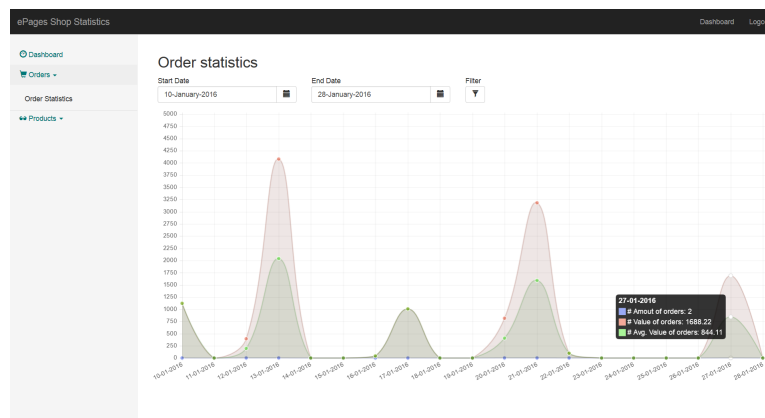 ePages Shop Statistics
Dashboard
Logo
Dashboard
Orders
Order Statistics
Products
Order statistics
Start Date
End Date
Filter
10-January-2016
28-January-2016
5000
4750
4500
4250
4000
3750
3500
3250
3000
2750
2500
2250
2000
1750
1500
1250
1000
750
500
250
0
27-01-2016
# Amout of orders: 2
# Value of orders: 1688.22
# Avg. Value of orders: 844.11
10-01-2016
11-01-2016
12-01-2016
13-01-2016
14-01-2016
15-01-2016
16-01-2016
17-01-2016
18-01-2016
19-01-2016
20-01-2016
21-01-2016
22-01-2016
23-01-2016
24-01-2016
25-01-2016
26-01-2016
27-01-2016
28-01-2016